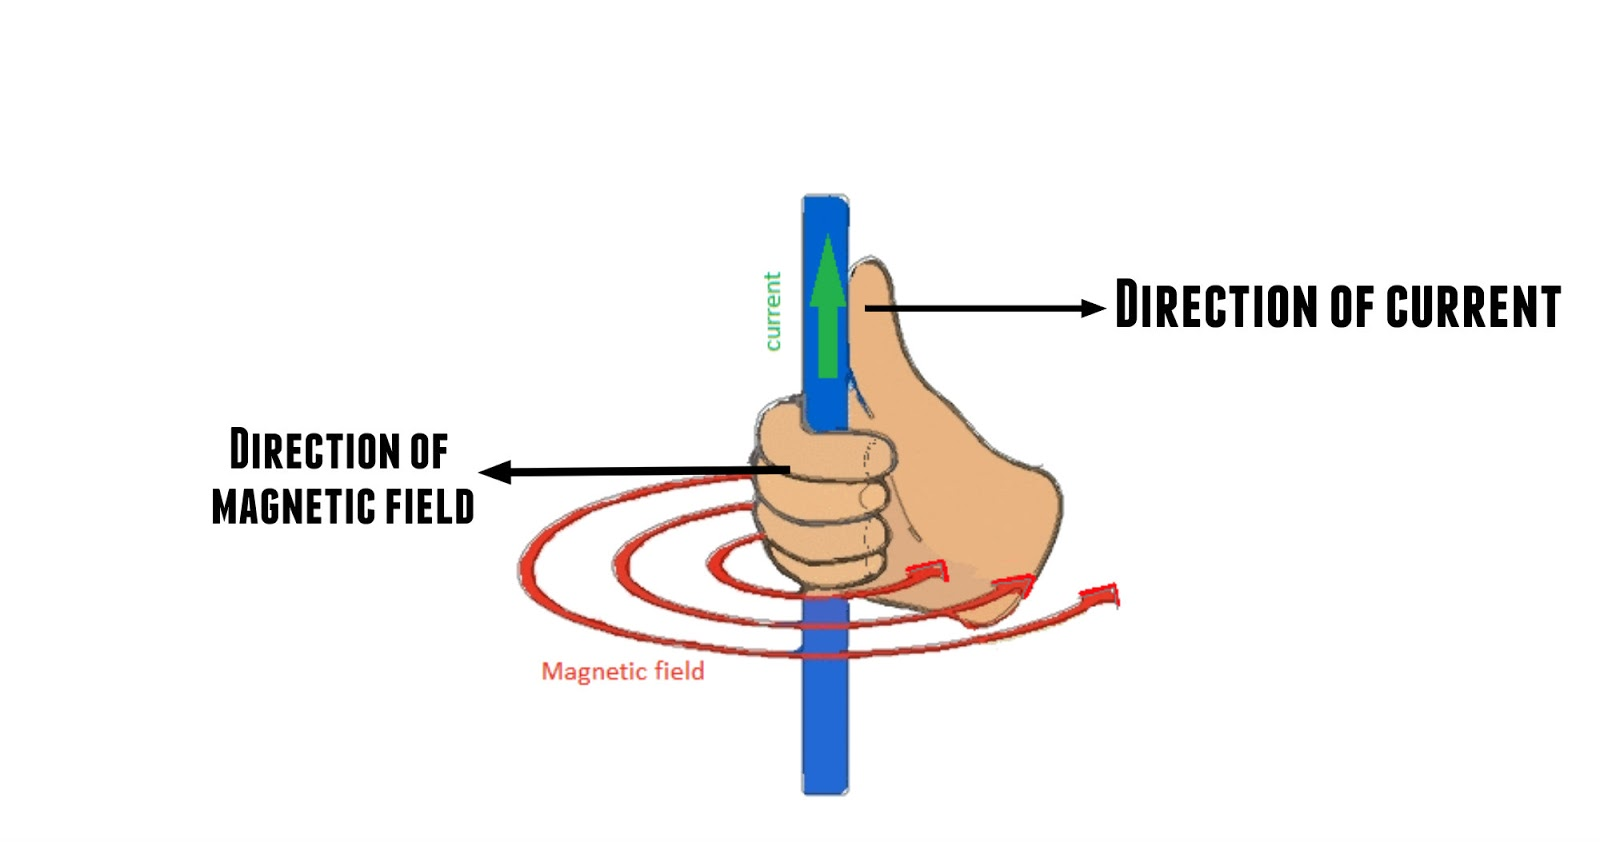 current
DIRECTION OF CURRENT
DIRECTION OF
MAGNETIC FIELD
Magnetic field